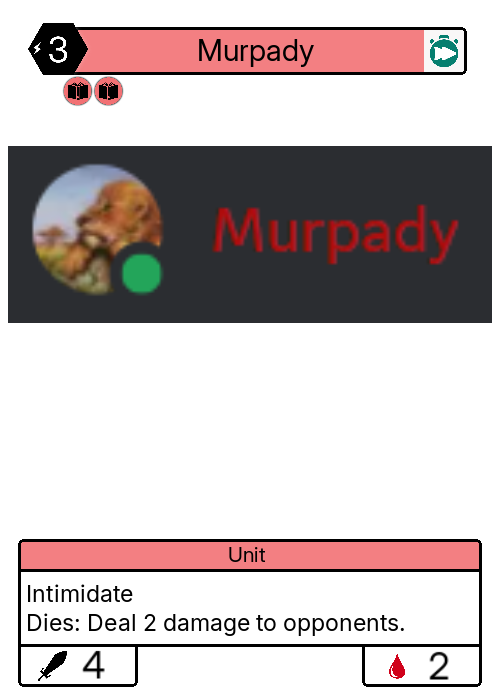 3
Murpady
Murpady
Unit
Intimidate
Dies: Deal 2 damage to opponents.
4
2